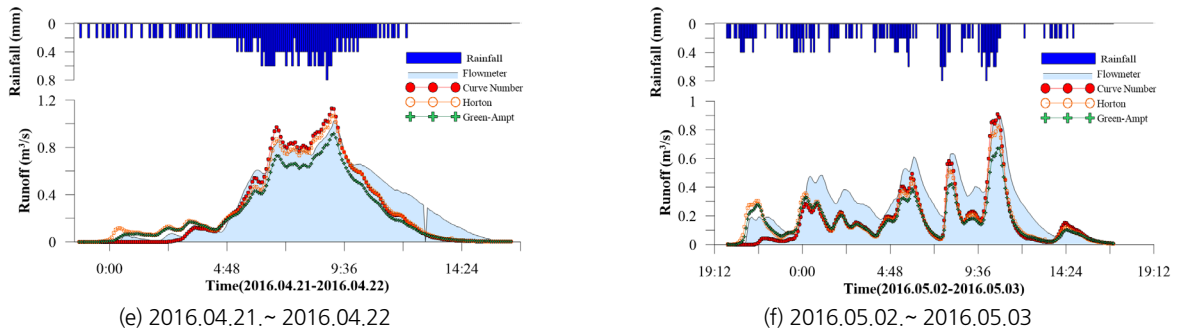 0
0.4
0.8
Rainfall (mm)
Rainfall
Flowmeter
Curve Number
Horton
Green-Ampt
1.2
0.8
0.4
0
Runoff (m³/s)
0:00
4:48
9:36
14:24
Time(2016.04.21-2016.04.22)
(e) 2016.04.21.~ 2016.04.22
0
0.4
0.8
Rainfall (mm)
Rainfall
Flowmeter
Curve Number
Horton
Green-Ampt
1
0.8
0.6
0.4
0.2
0
Runoff (m³/s)
19:12
0:00
4:48
9:36
14:24
19:12
Time(2016.05.02-2016.05.03)
(f) 2016.05.02.~ 2016.05.03